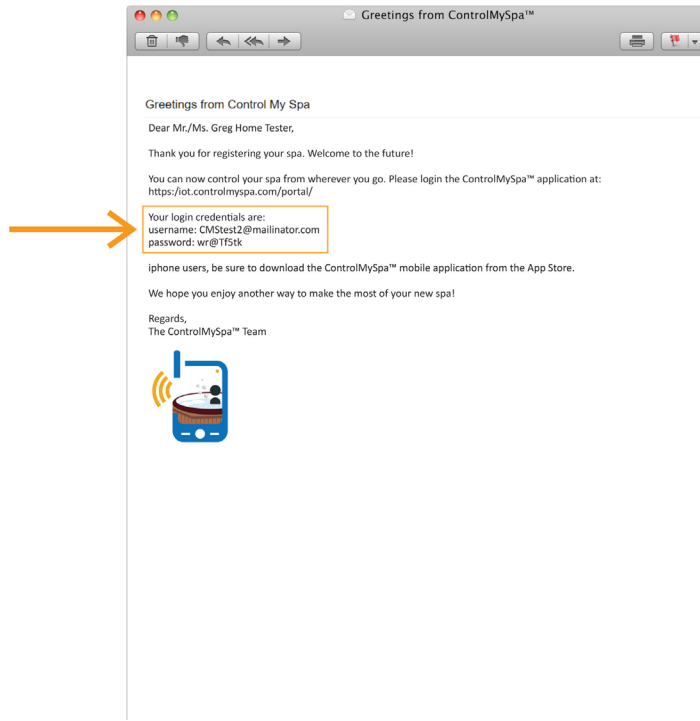 Greetings from ControlMySpa™
Greetings from Control My Spa
Dear Mr./Ms. Greg Home Tester,
Thank you for registering your spa. Welcome to the future!
You can now control your spa from wherever you go. Please login the ControlMySpa™ application at:
https:/iot.controlmyspa.com/portal/
Your login credentials are:
username: CMStest2@mailinator.com
password: wr@Tf5tk
iphone users, be sure to download the ControlMySpa™ mobile application from the App Store.
We hope you enjoy another way to make the most of your new spa!
Regards,
The ControlMySpa™ Team